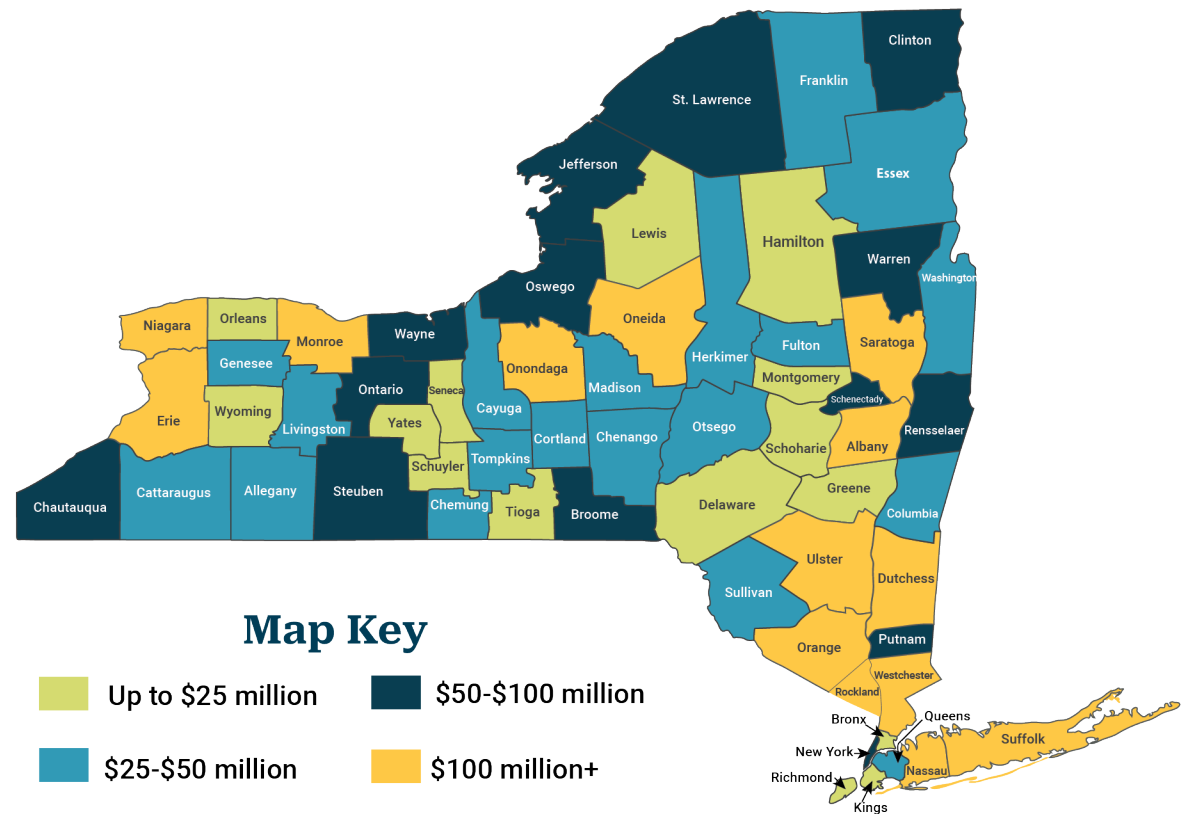 Clinton
Franklin
St. Lawrence
Jefferson
Essex
Lewis
Hamilton
Warren
Washington
Oswego
Oneida
Niagara
Orleans
Monroe
Wayne
Herkimer
Fulton
Saratoga
Genesee
Onondaga
Madison
Montgomery
Ontario
Seneca
Schenectady
Cayuga
Wyoming
Erie
Livingston
Yates
Cortland
Chenango
Otsego
Schoharie
Albany
Rensselaer
Schuyler
Tompkins
Cattaraugus
Allegany
Steuben
Chautauqua
Chemung
Tioga
Broome
Delaware
Greene
Columbia
Ulster
Dutchess
Sullivan
Putnam
Orange
Westchester
Rockland
Bronx
Queens
New York
Suffolk
Nassau
Richmond
Kings
Map Key
Up to $25 million
$50-$100 million
$25-$50 million
$100 million+